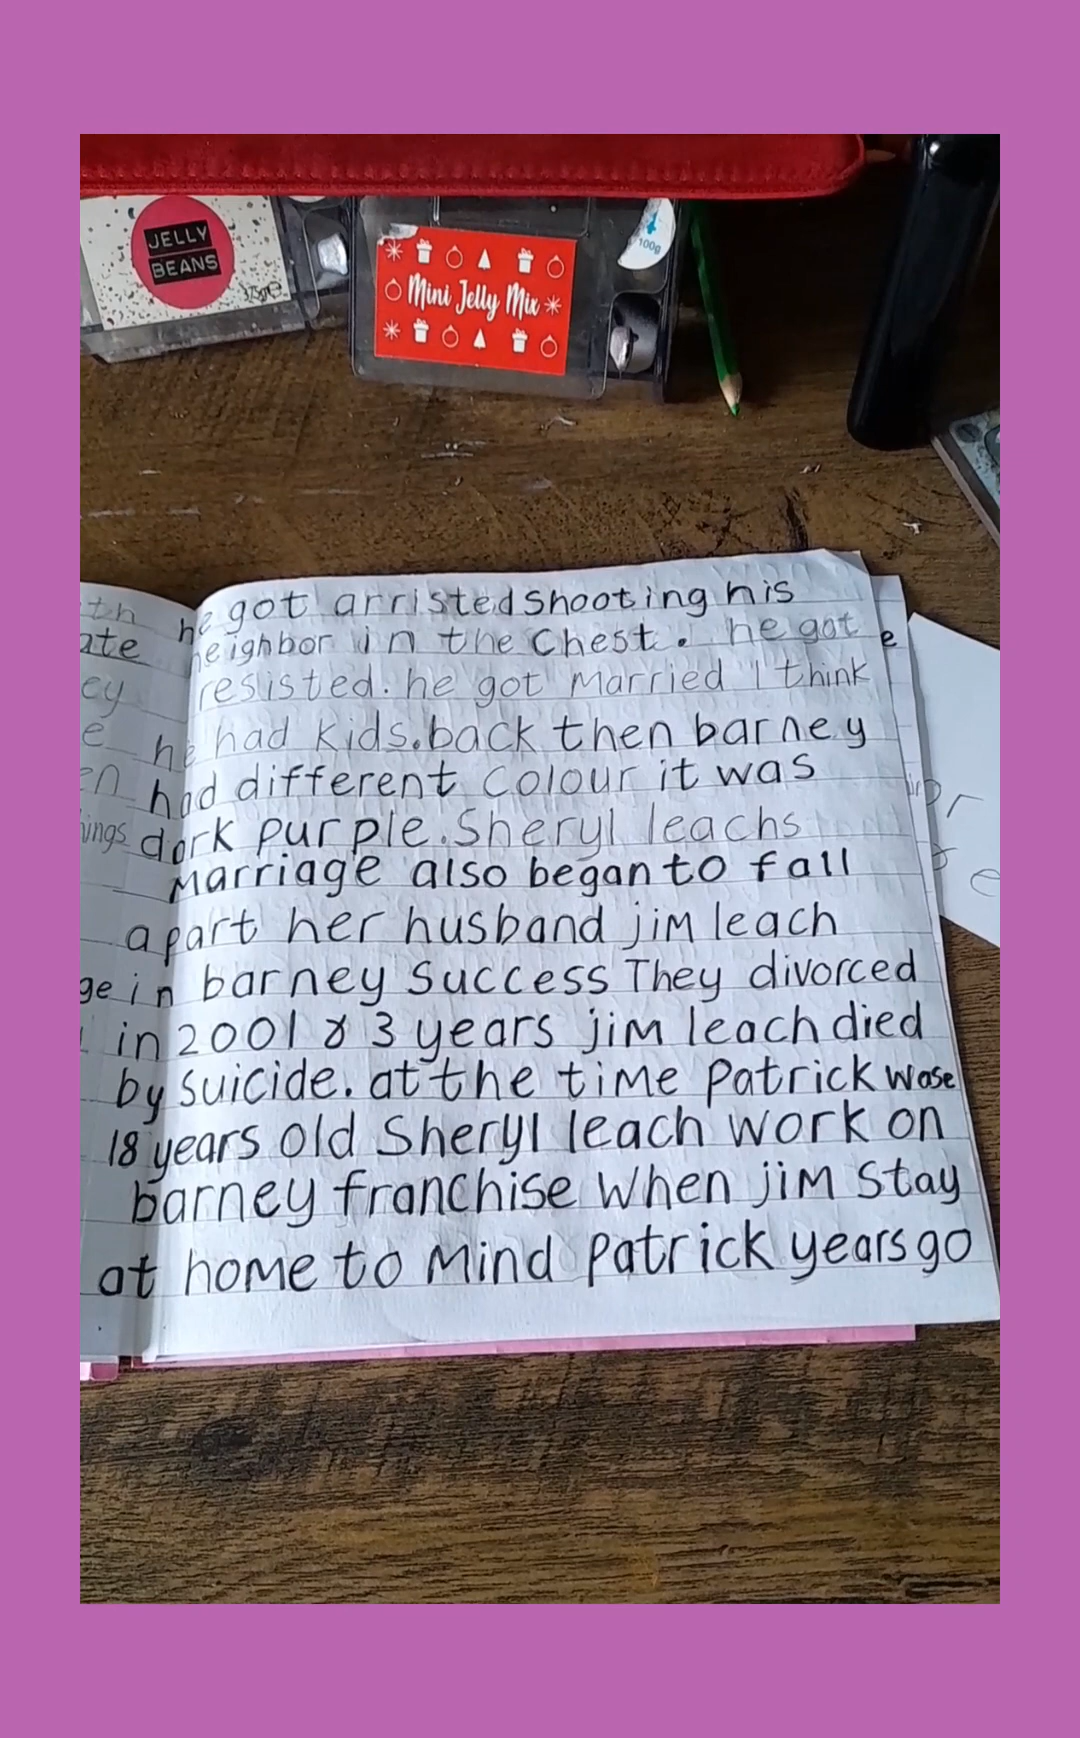 JELLY
BEANS
375g e
100g
Mini Jelly Mix
he got arristed shooting his
neighbor in the chest. he got
resisted. he got married I think
he had kids. back then barney
had different colour it was
dark purple. Sheryl leachs
marriage also began to fall
apart her husband jim leach
in barney Success They divorced
in 2001 & 3 years jim leach died
by suicide. at the time patrick wase
18 years old Sheryl leach work on
barney franchise when jim Stay
at home to mind patrick years go